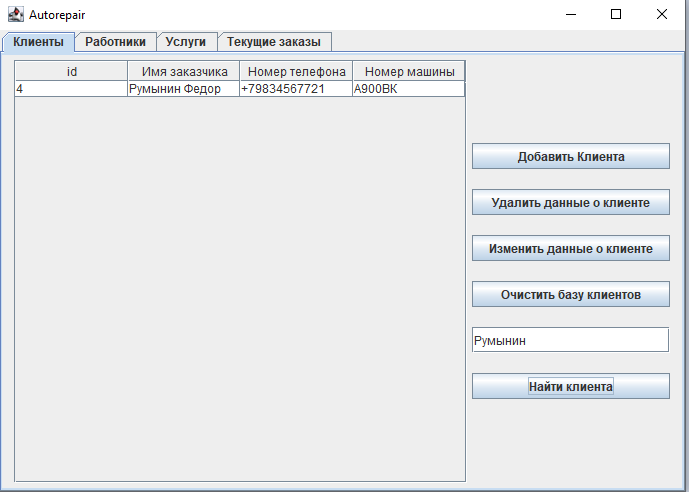 Autorepair
Клиенты Работники Услуги Текущие заказы
id Имя заказчика Номер телефона Номер машины
4 Румынин Федор +79834567721 А900ВК
Добавить Клиента
Удалить данные о клиенте
Изменить данные о клиенте
Очистить базу клиентов
Румынин
Найти клиента